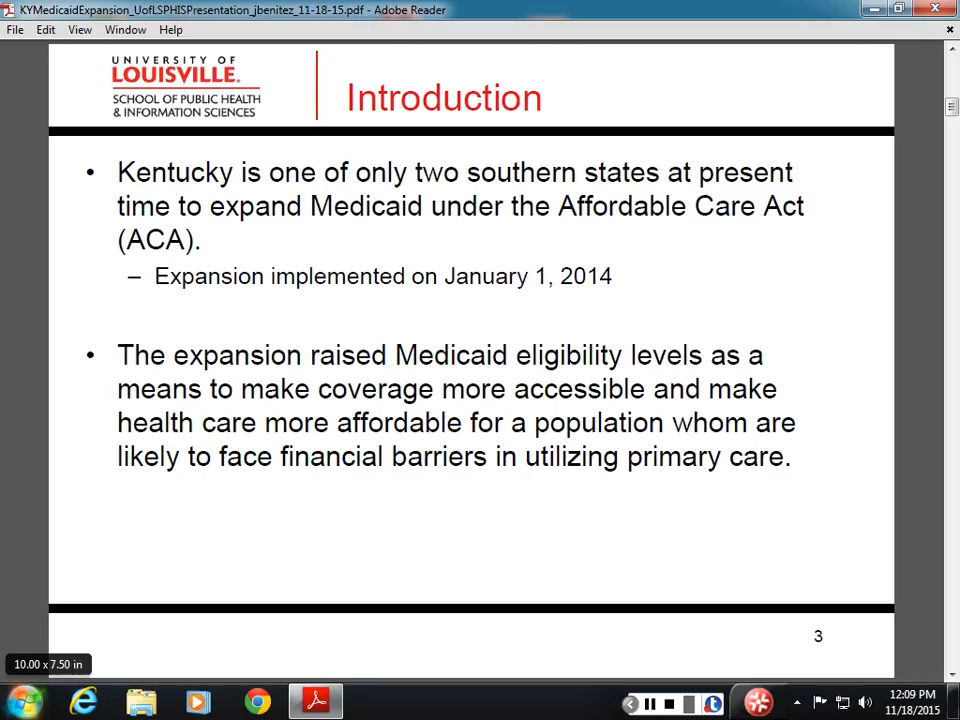 KYMedicaidExpansion_UofLSPHISPresentation_jbenitez_11-18-15.pdf - Adobe Reader
File Edit View Window Help
UNIVERSITY OF
LOUISVILLE.
SCHOOL OF PUBLIC HEALTH
& INFORMATION SCIENCES
Introduction
• Kentucky is one of only two southern states at present
time to expand Medicaid under the Affordable Care Act
(ACA).
– Expansion implemented on January 1, 2014
• The expansion raised Medicaid eligibility levels as a
means to make coverage more accessible and make
health care more affordable for a population whom are
likely to face financial barriers in utilizing primary care.
3
10.00 x 7.50 in
12:09 PM
11/18/2015